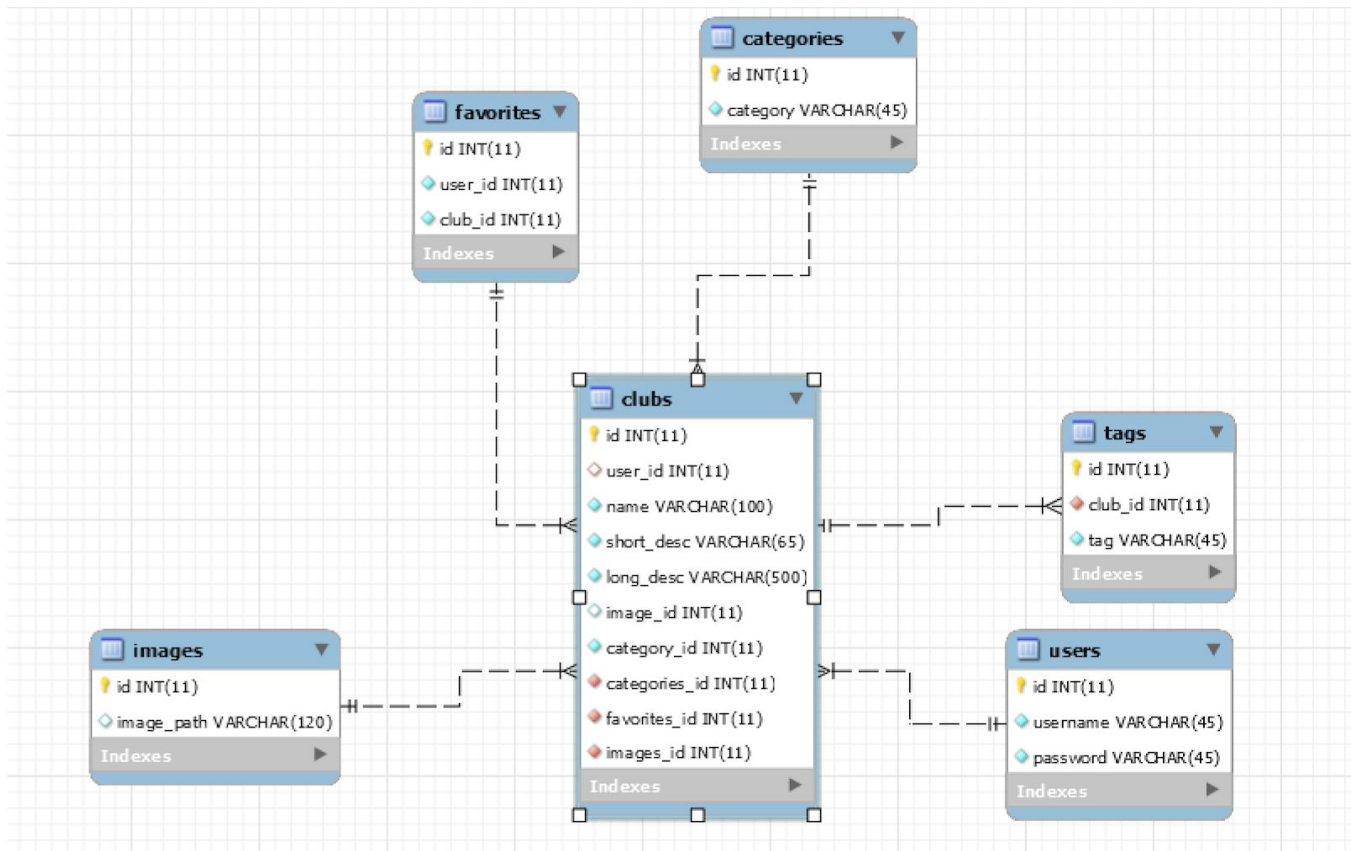 categories
id INT(11)
category VARCHAR(45)
Indexes
favorites
id INT(11)
user_id INT(11)
club_id INT(11)
Indexes
clubs
id INT(11)
user_id INT(11)
name VARCHAR(100)
short_desc VARCHAR(65)
long_desc VARCHAR(500)
image_id INT(11)
category_id INT(11)
categories_id INT(11)
favorites_id INT(11)
images_id INT(11)
Indexes
tags
id INT(11)
club_id INT(11)
tag VARCHAR(45)
Indexes
images
id INT(11)
image_path VARCHAR(120)
Indexes
users
id INT(11)
username VARCHAR(45)
password VARCHAR(45)
Indexes